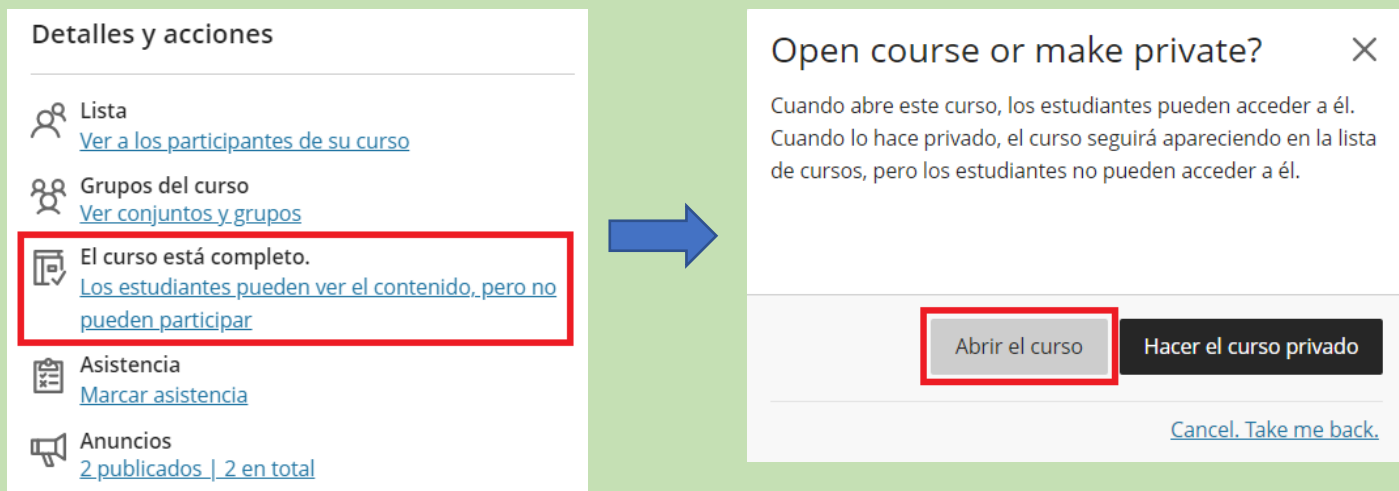 Detalles y acciones
Lista
Ver a los participantes de su curso
Grupos del curso
Ver conjuntos y grupos
El curso está completo.
Los estudiantes pueden ver el contenido, pero no
pueden participar
Asistencia
Marcar asistencia
Anuncios
2 publicados | 2 en total
Open course or make private?
Cuando abre este curso, los estudiantes pueden acceder a él.
Cuando lo hace privado, el curso seguirá apareciendo en la lista
de cursos, pero los estudiantes no pueden acceder a él.
Abrir el curso
Hacer el curso privado
Cancel. Take me back.